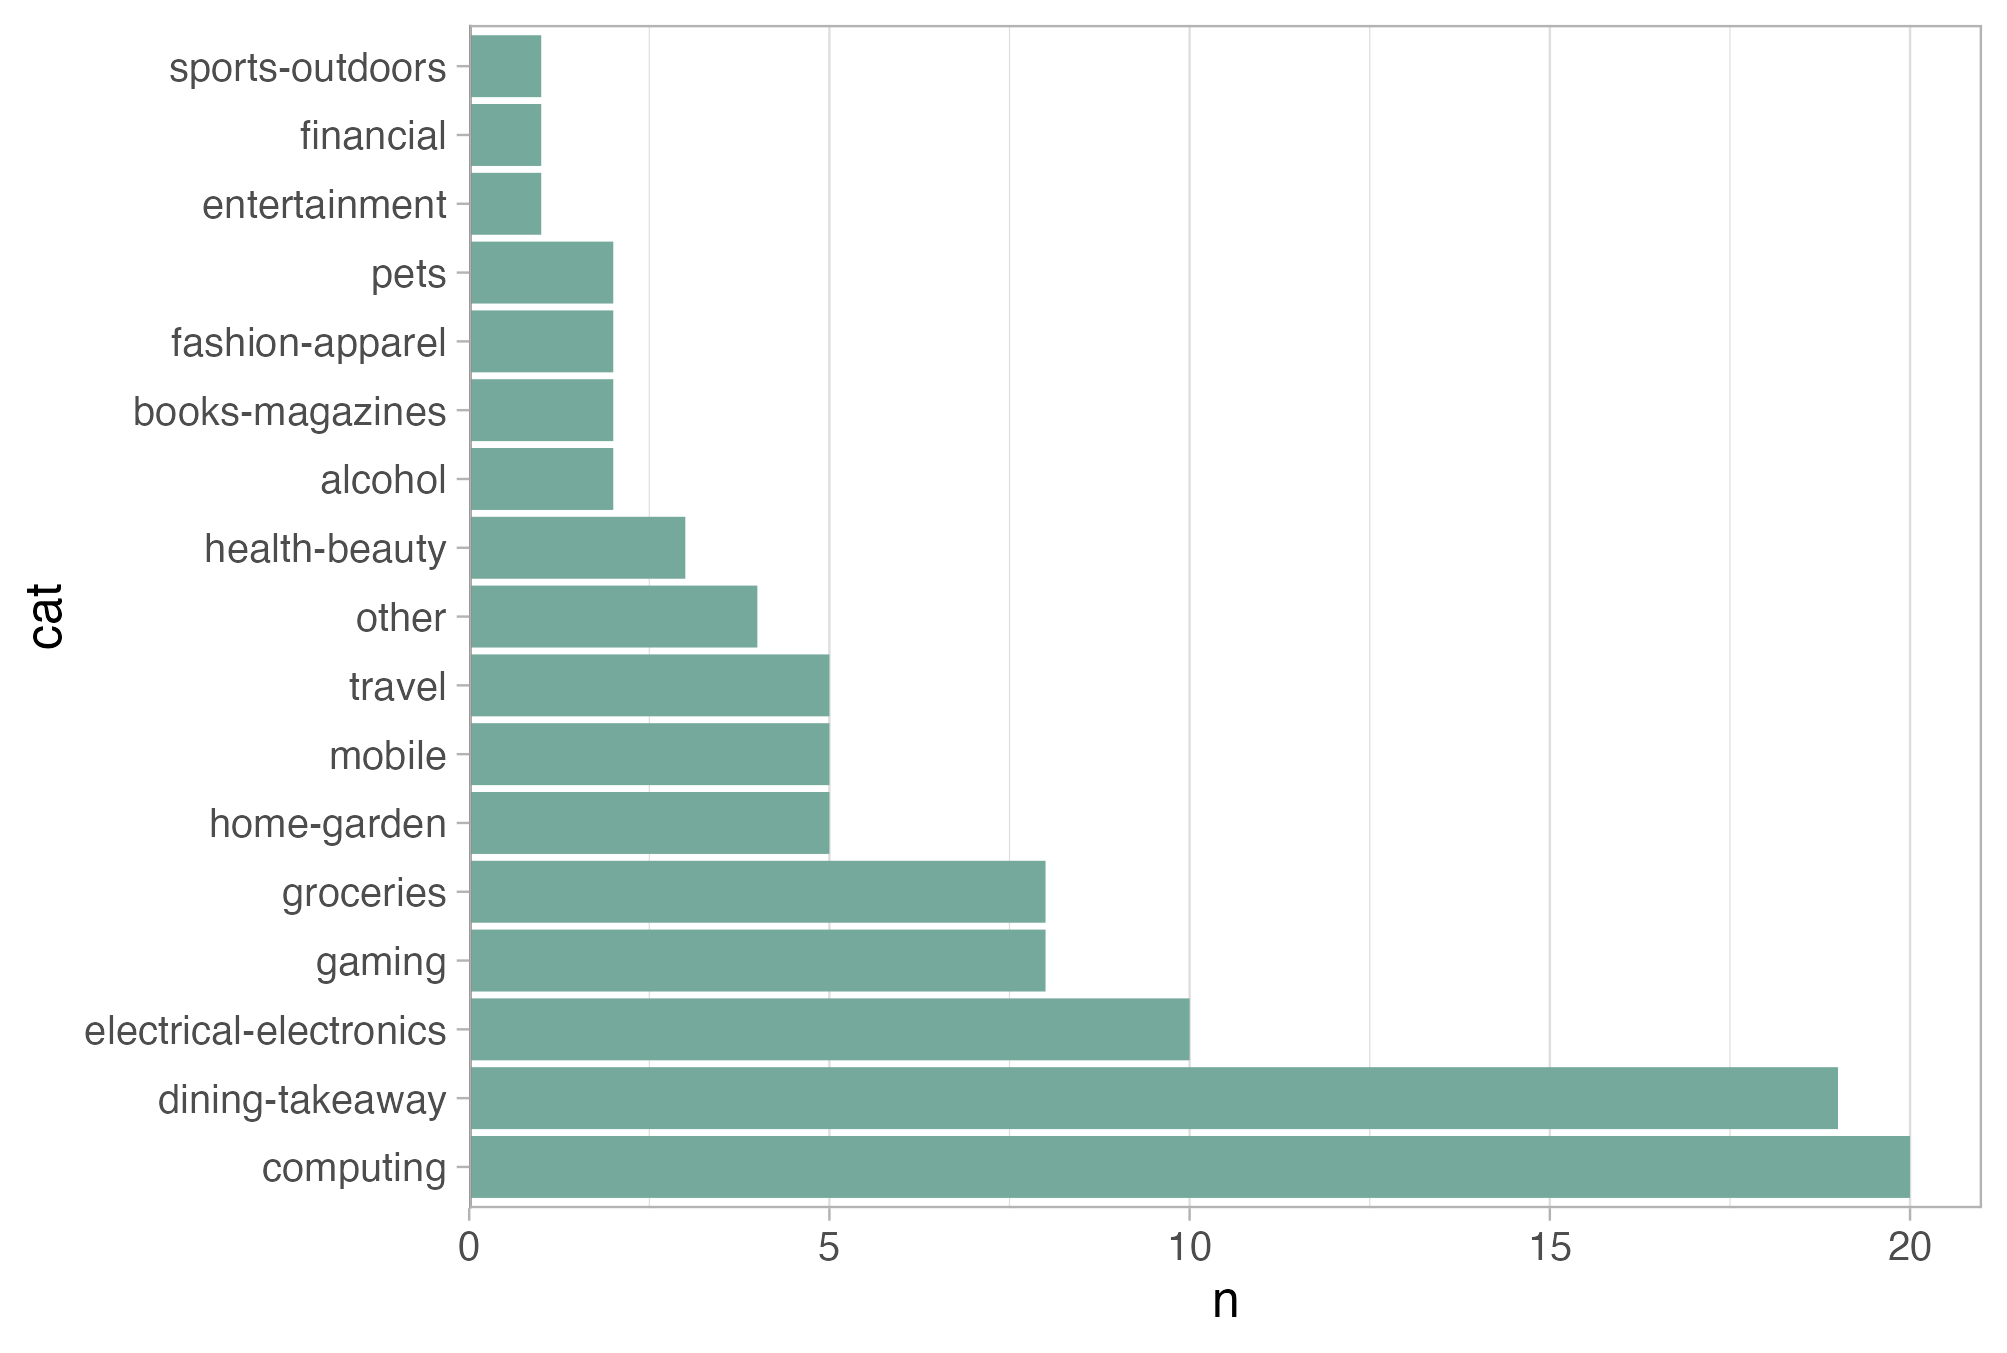 sports-outdoors
financial
entertainment
pets
fashion-apparel
books-magazines
alcohol
health-beauty
other
travel
mobile
home-garden
groceries
gaming
electrical-electronics
dining-takeaway
computing
cat
0 5 10 15 20
n